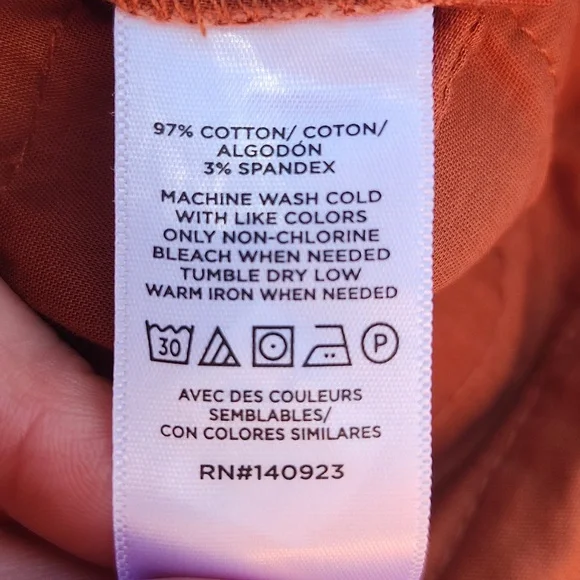 97% COTTON/ COTON/
ALGODÓN
3% SPANDEX
MACHINE WASH COLD
WITH LIKE COLORS
ONLY NON-CHLORINE
BLEACH WHEN NEEDED
TUMBLE DRY LOW
WARM IRON WHEN NEEDED
30 P
AVEC DES COULEURS
SEMBLABLES/
CON COLORES SIMILARES
RN#140923